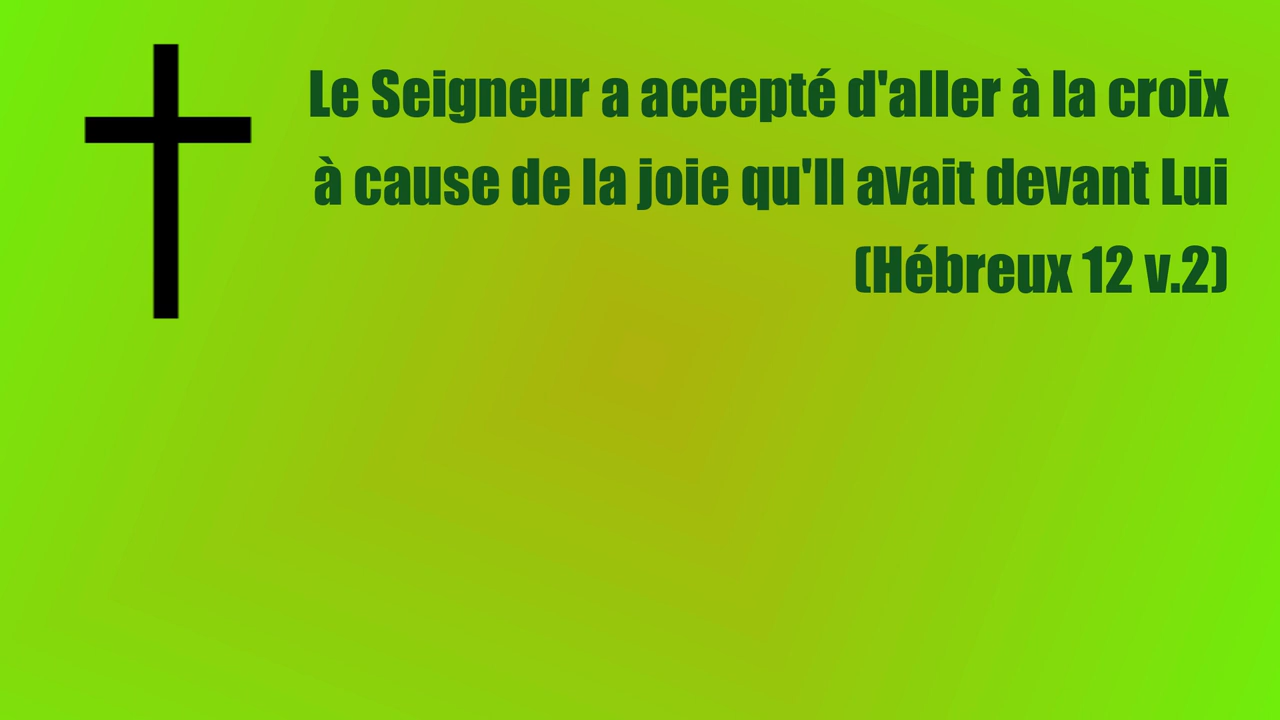 Le Seigneur a accepté d'aller à la croix
à cause de la joie qu'Il avait devant Lui
(Hébreux 12 v.2)